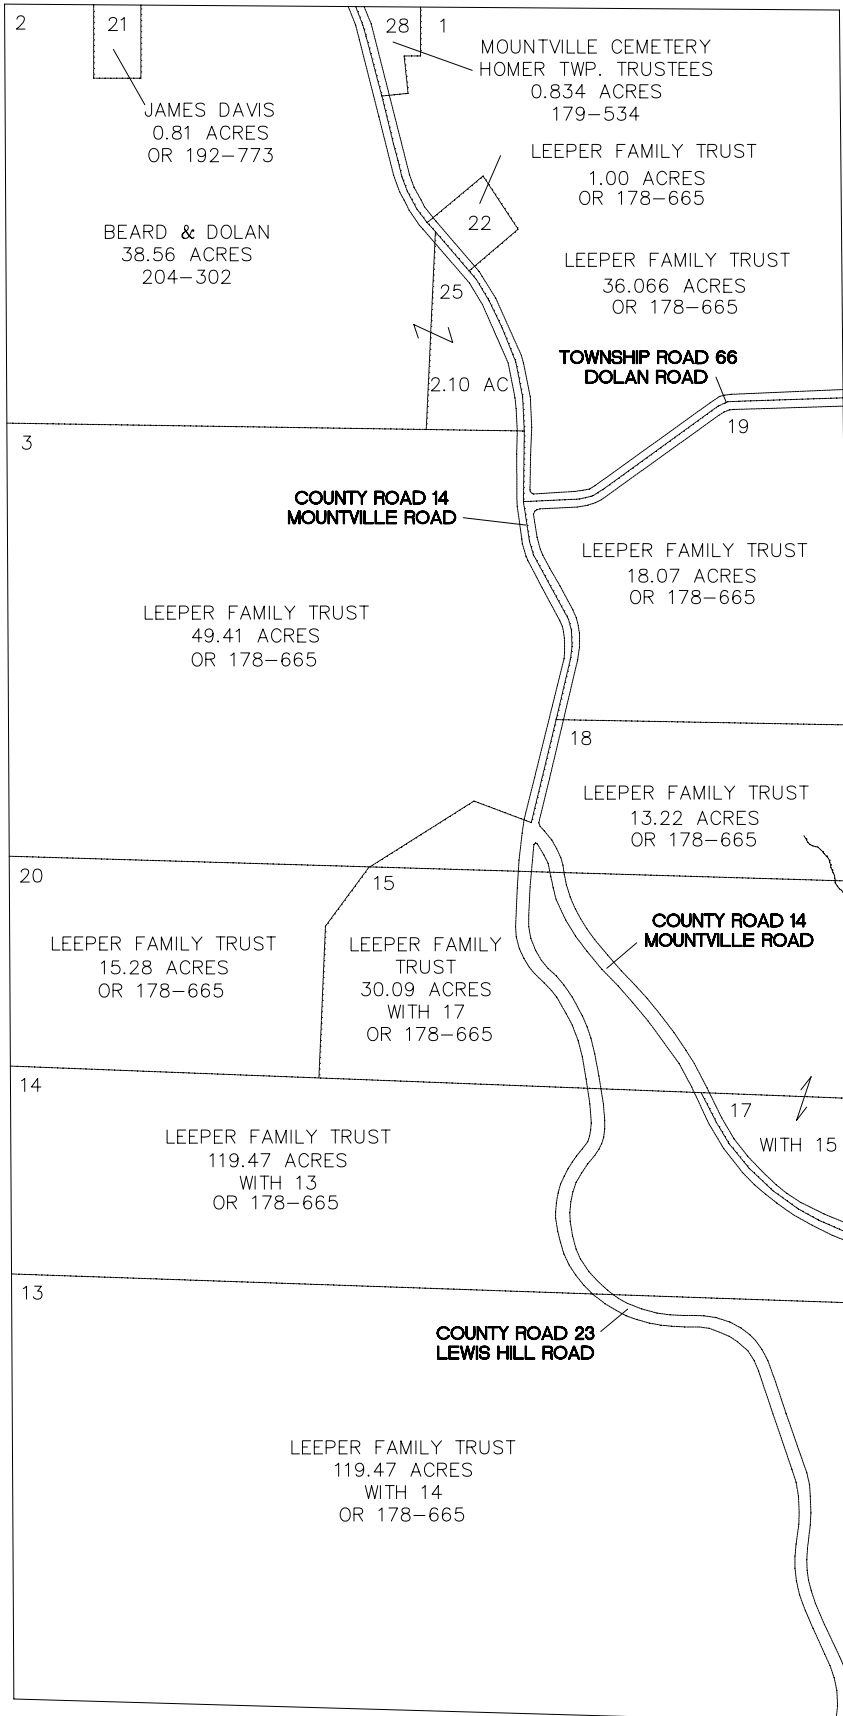 2
21
28
1
MOUNTVILLE CEMETERY
HOMER TWP. TRUSTEES
0.834 ACRES
179-534
JAMES DAVIS
0.81 ACRES
OR 192-773
LEEPER FAMILY TRUST
1.00 ACRES
OR 178-665
22
BEARD & DOLAN
38.56 ACRES
204-302
LEEPER FAMILY TRUST
36.066 ACRES
OR 178-665
25
2.10 AC
TOWNSHIP ROAD 66
DOLAN ROAD
19
3
COUNTY ROAD 14
MOUNTVILLE ROAD
LEEPER FAMILY TRUST
18.07 ACRES
OR 178-665
LEEPER FAMILY TRUST
49.41 ACRES
OR 178-665
18
LEEPER FAMILY TRUST
13.22 ACRES
OR 178-665
20
15
COUNTY ROAD 14
MOUNTVILLE ROAD
LEEPER FAMILY TRUST
15.28 ACRES
OR 178-665
LEEPER FAMILY
TRUST
30.09 ACRES
WITH 17
OR 178-665
14
17
WITH 15
LEEPER FAMILY TRUST
119.47 ACRES
WITH 13
OR 178-665
13
COUNTY ROAD 23
LEWIS HILL ROAD
LEEPER FAMILY TRUST
119.47 ACRES
WITH 14
OR 178-665